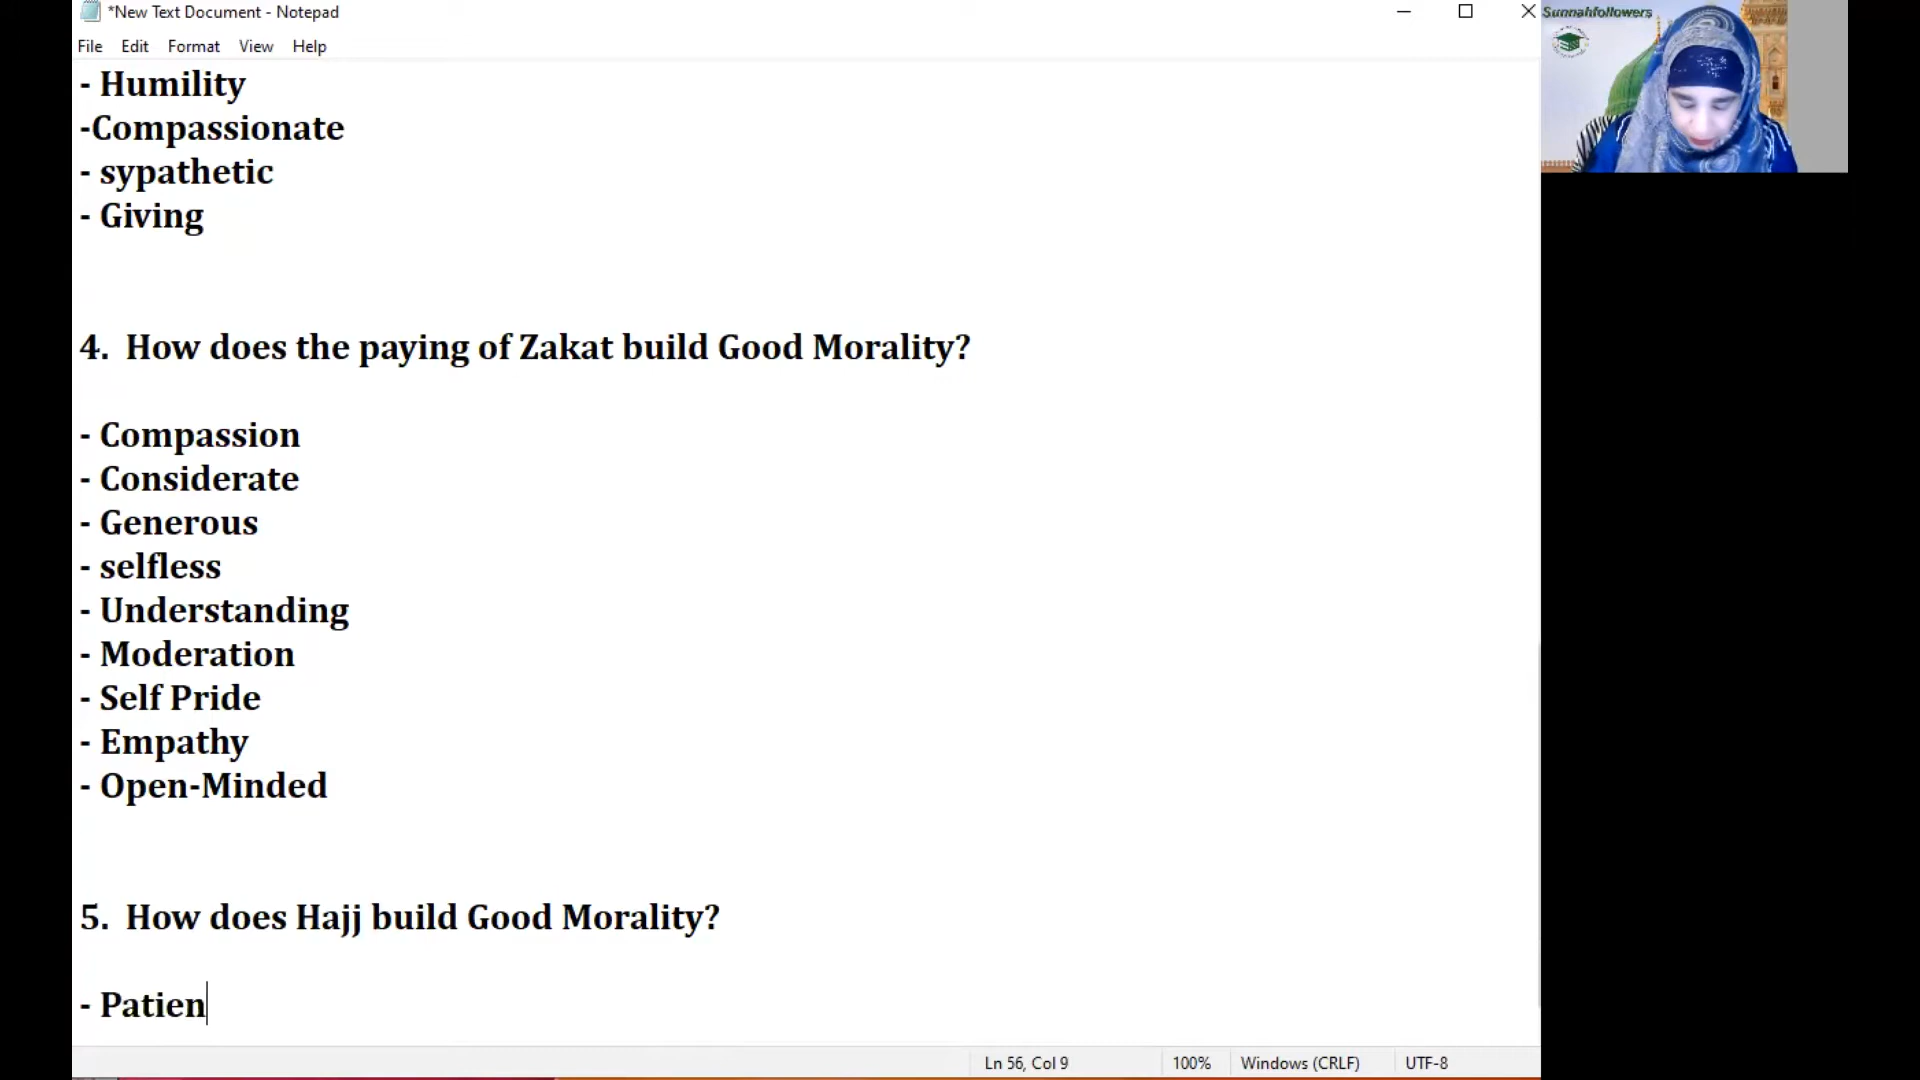 *New Text Document - Notepad
File Edit Format View Help
- Humility
-Compassionate
- sypathetic
- Giving
4.  How does the paying of Zakat build Good Morality?
- Compassion
- Considerate
- Generous
- selfless
- Understanding
- Moderation
- Self Pride
- Empathy
- Open-Minded
5.  How does Hajj build Good Morality?
- Patien
Ln 56, Col 9 100% Windows (CRLF) UTF-8
Sunnahfollowers